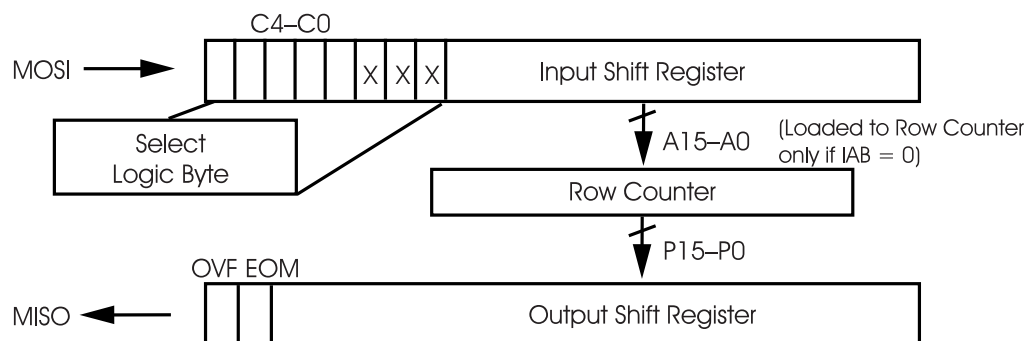 C4–C0
MOSI
X X X
Input Shift Register
Select
Logic Byte
A15–A0
(Loaded to Row Counter
only if IAB = 0)
Row Counter
P15–P0
OVF EOM
MISO
Output Shift Register